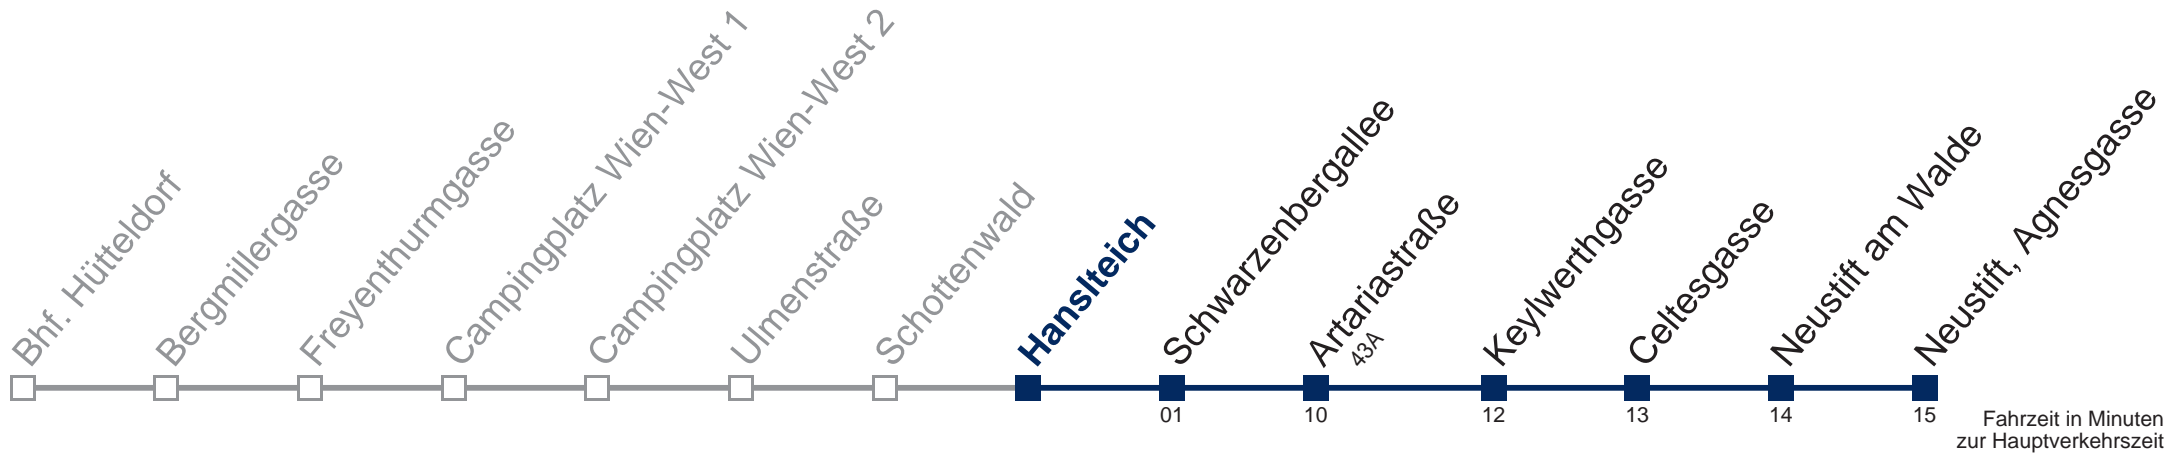 Bhf. Hütteldorf
Bergmillergasse
Freyenthurmgasse
Campingplatz Wien-West 1
Campingplatz Wien-West 2
Ulmenstraße
Schottenwald
Hanslteich
Schwarzenbergallee
Artariastraße
43A
Keylwerthgasse
Celtesgasse
Neustift am Walde
Neustift, Agnesgasse
01
10
12
13
14
15
Fahrzeit in Minuten
zur Hauptverkehrszeit